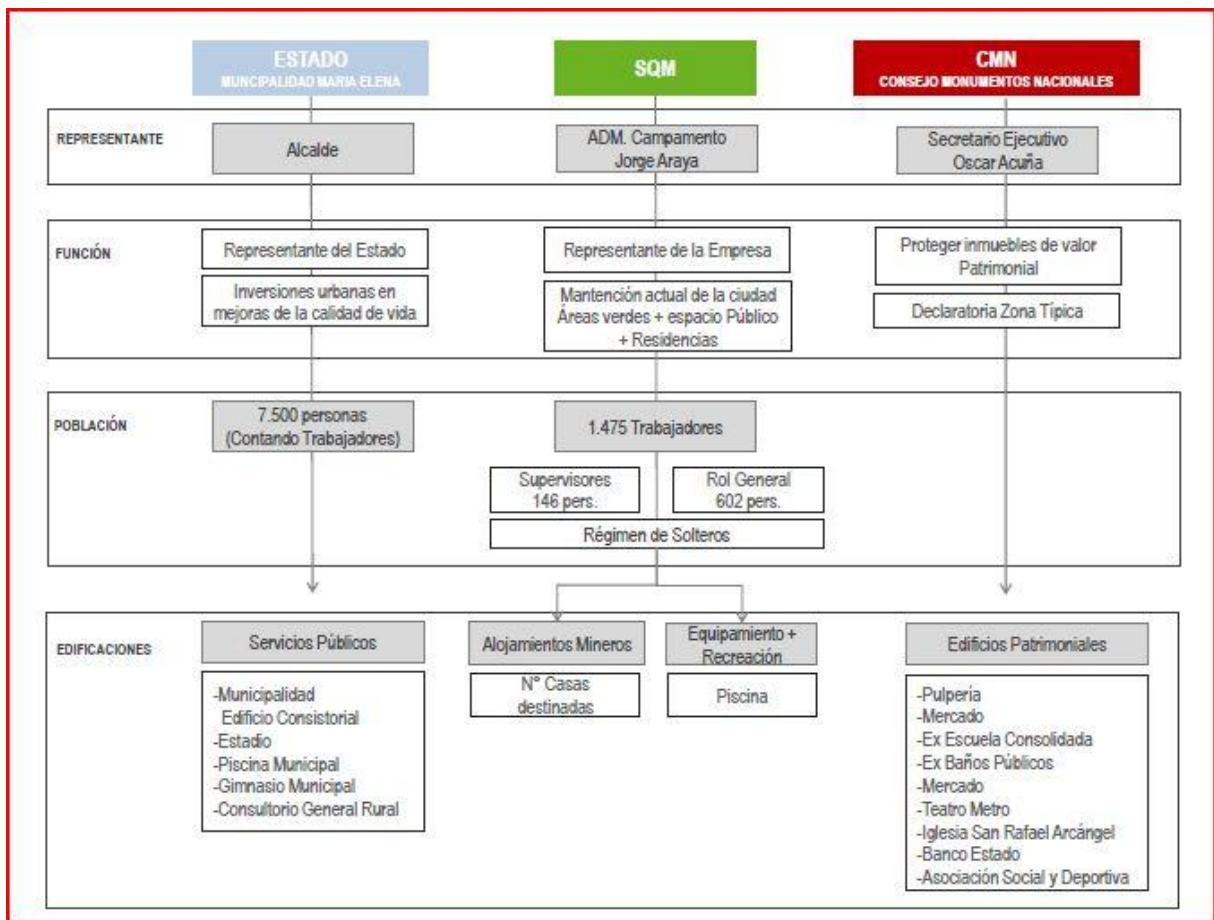 ESTADO
MUNCIPALIDAD MARIA ELENA
SQM
CMN
CONSEJO MONUMENTOS NACIONALES
REPRESENTANTE
Alcalde
ADM. Campamento
Jorge Araya
Secretario Ejecutivo
Oscar Acuña
FUNCIÓN
Representante del Estado
Inversiones urbanas en
mejoras de la calidad de vida
Representante de la Empresa
Mantención actual de la ciudad
Áreas verdes + espacio Público
+ Residencias
Proteger inmuebles de valor
Patrimonial
Declaratoria Zona Típica
POBLACIÓN
7.500 personas
(Contando Trabajadores)
1.475 Trabajadores
Supervisores
146 pers.
Rol General
602 pers.
Régimen de Solteros
EDIFICACIONES
Servicios Públicos
-Municipalidad
Edificio Consistorial
-Estadio
-Piscina Municipal
-Gimnasio Municipal
-Consultorio General Rural
Alojamientos Mineros
N° Casas
destinadas
Equipamiento +
Recreación
Piscina
Edificios Patrimoniales
-Pulpería
-Mercado
-Ex Escuela Consolidada
-Ex Baños Públicos
-Mercado
-Teatro Metro
-Iglesia San Rafael Arcángel
-Banco Estado
-Asociación Social y Deportiva